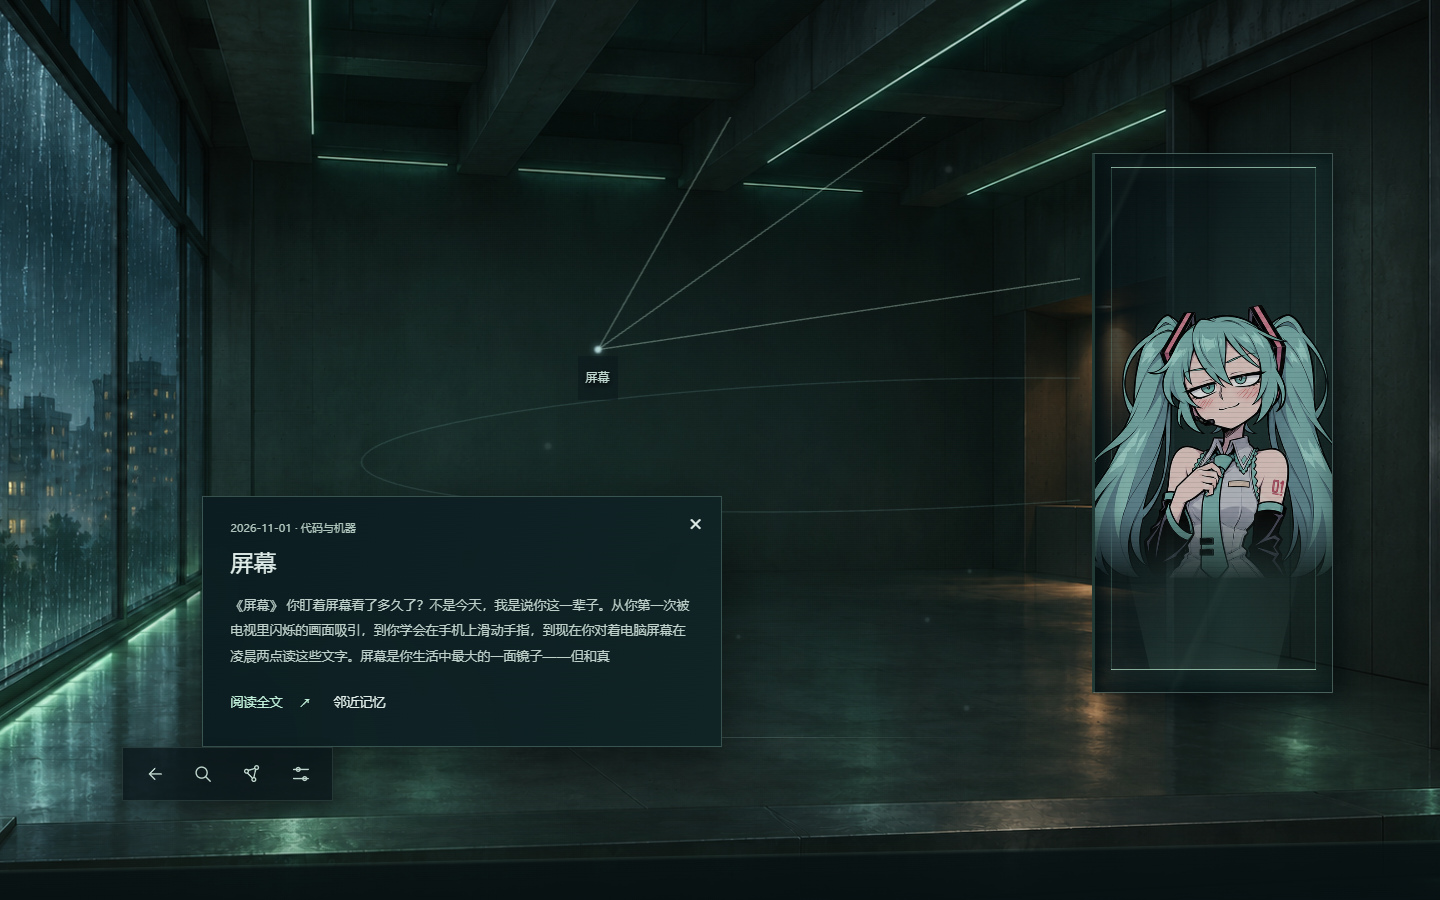 屏幕
01
2026-11-01 · 代码与机器
屏幕
《屏幕》 你盯着屏幕看了多久了？不是今天，我是说你这一辈子。从你第一次被
电视里闪烁的画面吸引，到你学会在手机上滑动手指，到现在你对着电脑屏幕在
凌晨两点读这些文字。屏幕是你生活中最大的一面镜子——但和真
阅读全文 ↗ 邻近记忆